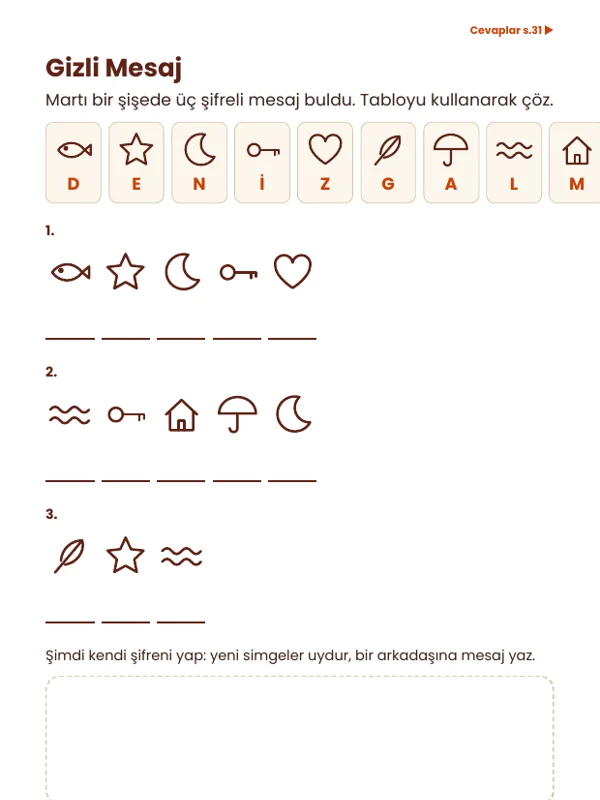 Cevaplar s.31 ▶
Gizli Mesaj
Martı bir şişede üç şifreli mesaj buldu. Tabloyu kullanarak çöz.
D E N İ Z G A L M
1.
2.
3.
Şimdi kendi şifreni yap: yeni simgeler uydur, bir arkadaşına mesaj yaz.